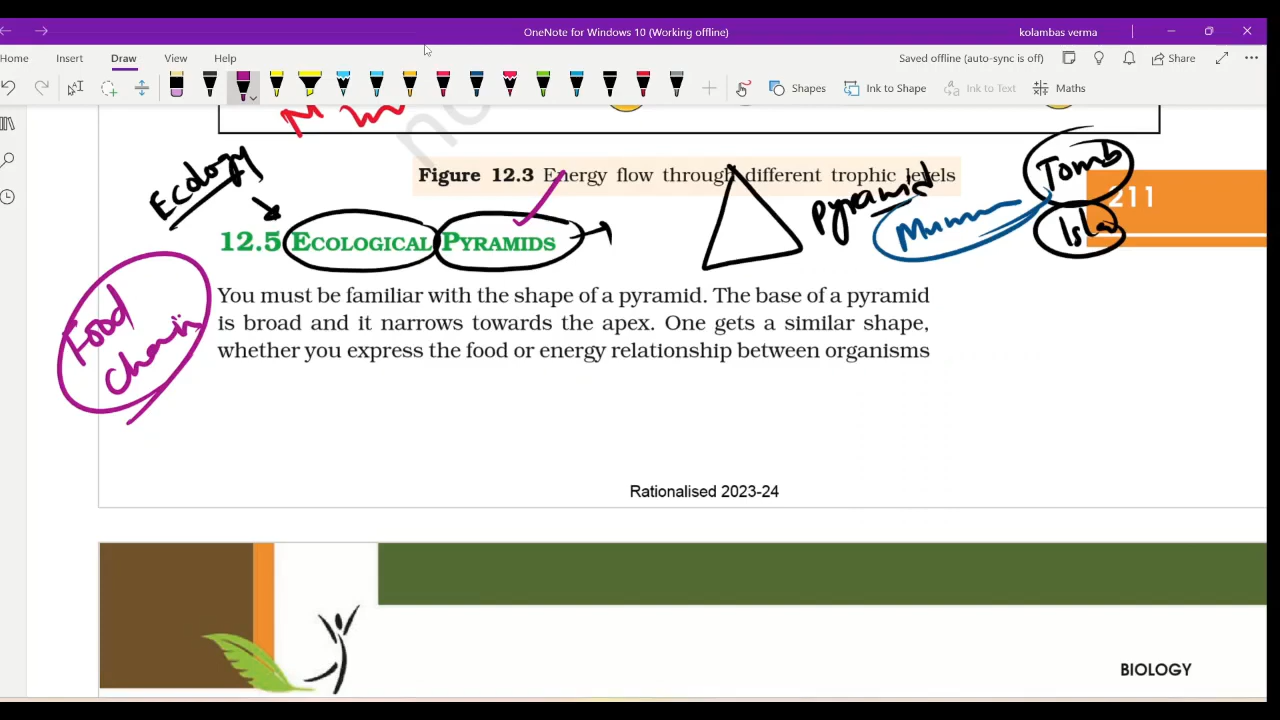 OneNote for Windows 10 (Working offline)
kolambas verma
Home Insert Draw View Help
Saved offline (auto-sync is off)
Share
Shapes
Ink to Shape
Ink to Text
Maths
Figure 12.3 Energy flow through different trophic levels
Ecology
pyramid
Tomb
211
12.5 ECOLOGICAL PYRAMIDS
You must be familiar with the shape of a pyramid. The base of a pyramid
is broad and it narrows towards the apex. One gets a similar shape,
whether you express the food or energy relationship between organisms
Food
chain
Rationalised 2023-24
BIOLOGY